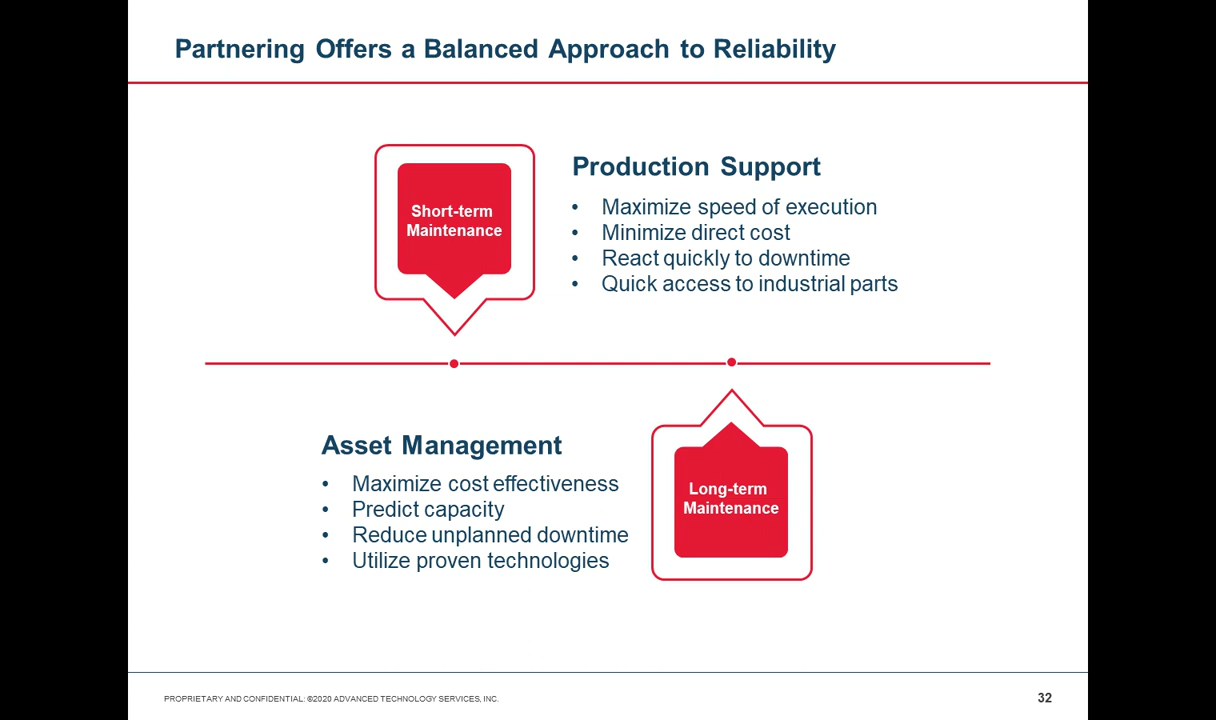 Partnering Offers a Balanced Approach to Reliability
Short-term
Maintenance
Production Support
• Maximize speed of execution
• Minimize direct cost
• React quickly to downtime
• Quick access to industrial parts
Asset Management
• Maximize cost effectiveness
• Predict capacity
• Reduce unplanned downtime
• Utilize proven technologies
Long-term
Maintenance
PROPRIETARY AND CONFIDENTIAL: ©2020 ADVANCED TECHNOLOGY SERVICES, INC.
32